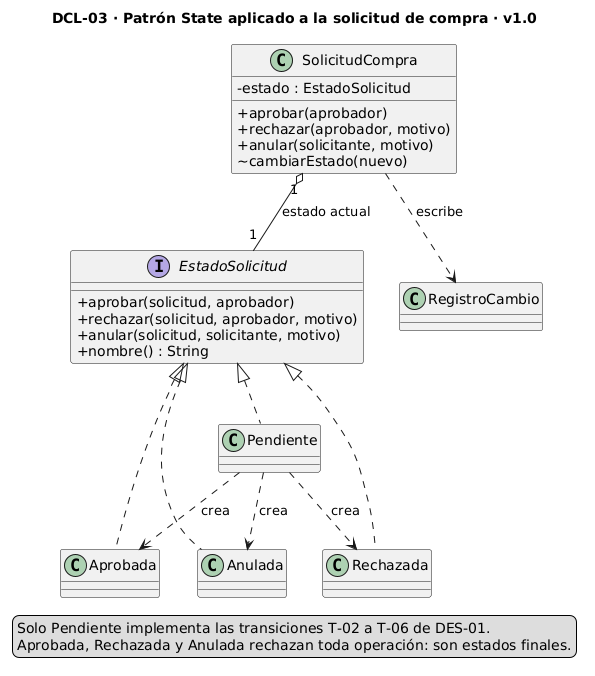 DCL-03 · Patrón State aplicado a la solicitud de compra · v1.0
C SolicitudCompra
-estado : EstadoSolicitud
+aprobar(aprobador)
+rechazar(aprobador, motivo)
+anular(solicitante, motivo)
~cambiarEstado(nuevo)
1
estado actual
escribe
1
I EstadoSolicitud
+aprobar(solicitud, aprobador)
+rechazar(solicitud, aprobador, motivo)
+anular(solicitud, solicitante, motivo)
+nombre() : String
C RegistroCambio
C Pendiente
crea
crea
crea
C Aprobada
C Anulada
C Rechazada
Solo Pendiente implementa las transiciones T-02 a T-06 de DES-01.
Aprobada, Rechazada y Anulada rechazan toda operación: son estados finales.